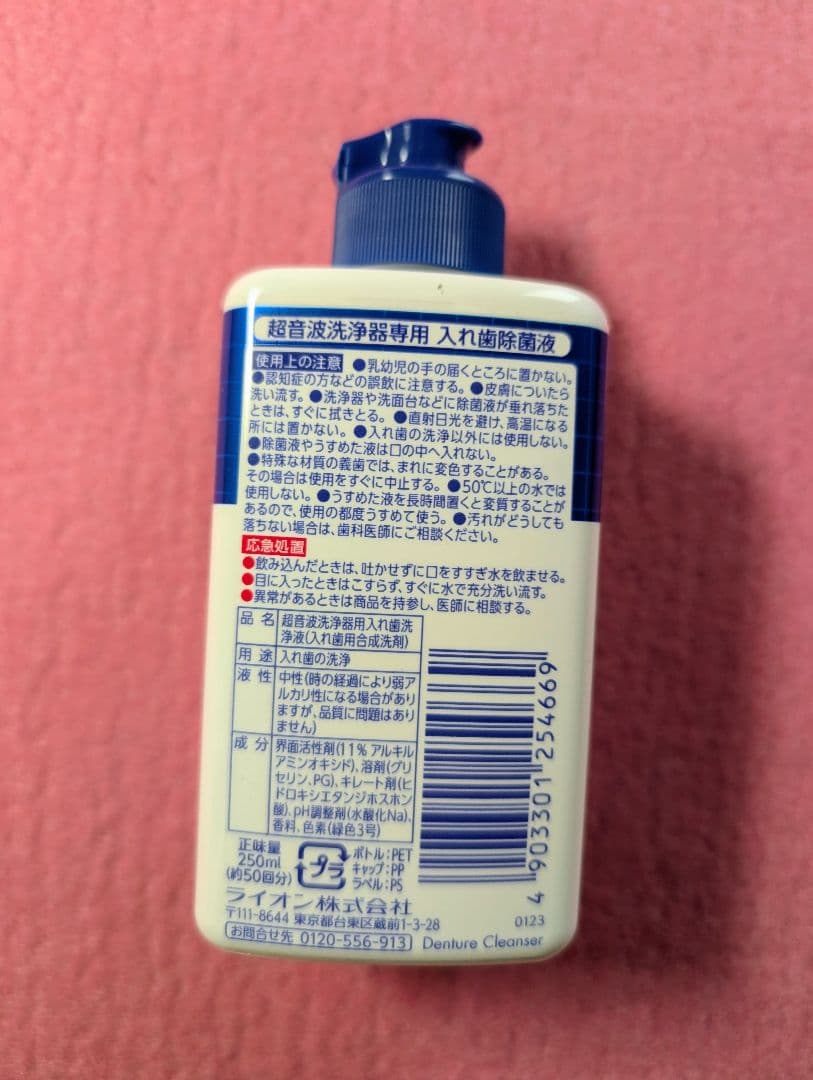 超音波洗浄器専用 入れ歯除菌液
使用上の注意 ●乳幼児の手の届くところに置かない。
●認知症の方などの誤飲に注意する。●皮膚についたら
洗い流す。●洗浄器や洗面台などに除菌液が垂れ落ちた
ときは、すぐに拭きとる。●直射日光を避け、高温になる
所には置かない。●入れ歯の洗浄以外には使用しない。
●除菌液やうすめた液は口の中へ入れない。
●特殊な材質の義歯では、まれに変色することがある。
その場合は使用をすぐに中止する。●50℃以上の水では
使用しない。●うすめた液を長時間置くと変質することが
あるので、使用の都度うすめて使う。●汚れがどうしても
落ちない場合は、歯科医師にご相談ください。
応急処置
●飲み込んだときは、吐かせずに口をすすぎ水を飲ませる。
●目に入ったときはこすらず、すぐに水で充分洗い流す。
●異常があるときは商品を持参し、医師に相談する。
品名 超音波洗浄器用入れ歯洗
浄液(入れ歯用合成洗剤)
用途 入れ歯の洗浄
液性 中性(時の経過により弱ア
ルカリ性になる場合があり
ますが、品質に問題はあり
ません)
成分 界面活性剤(11% アルキル
アミンオキシド)、溶剤(グリ
セリン、PG)、キレート剤(ヒ
ドロキシエタンジホスホン
酸)、pH調整剤(水酸化Na)、
香料、色素(緑色3号)
正味量
250ml
(約50回分)
プラ
ボトル:PET
キャップ:PP
ラベル:PS
ライオン株式会社
〒111-8644 東京都台東区蔵前1-3-28
お問合せ先 0120-556-913
4 903301 254669
0123
Denture Cleanser